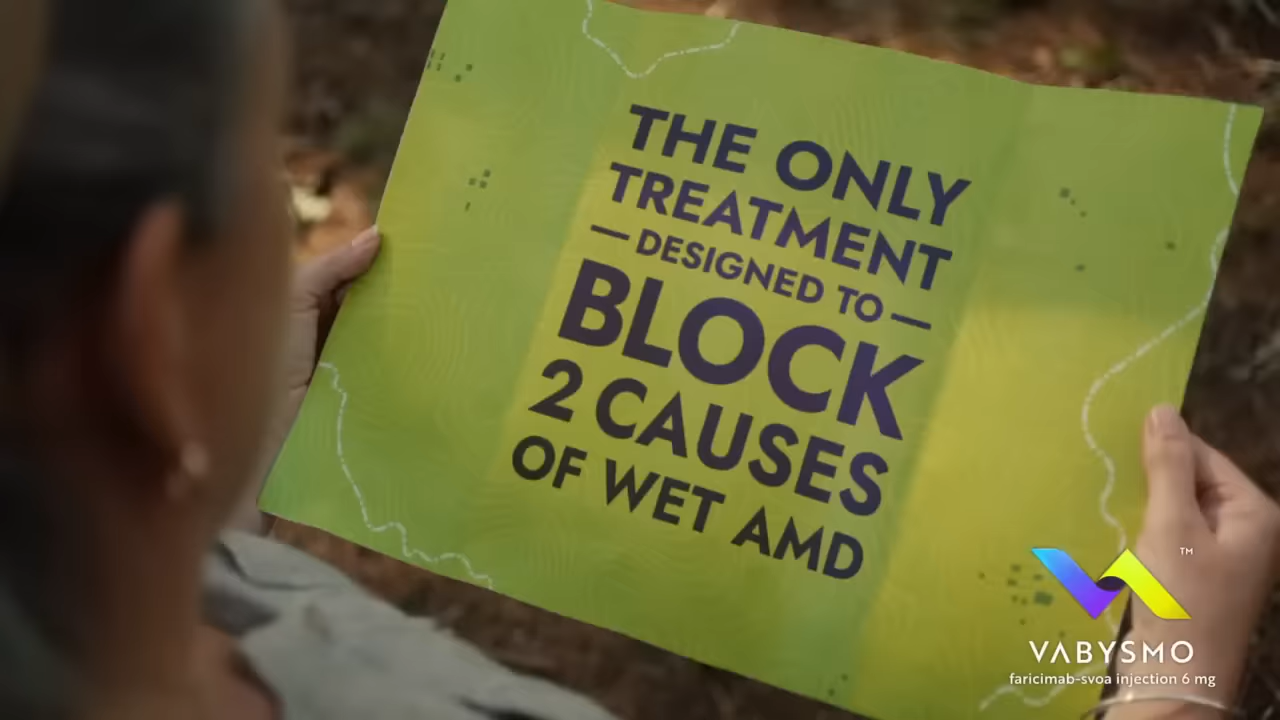 THE ONLY
TREATMENT
— DESIGNED TO —
BLOCK
2 CAUSES
OF WET AMD
TM
VABYSMO
faricimab-svoa injection 6 mg